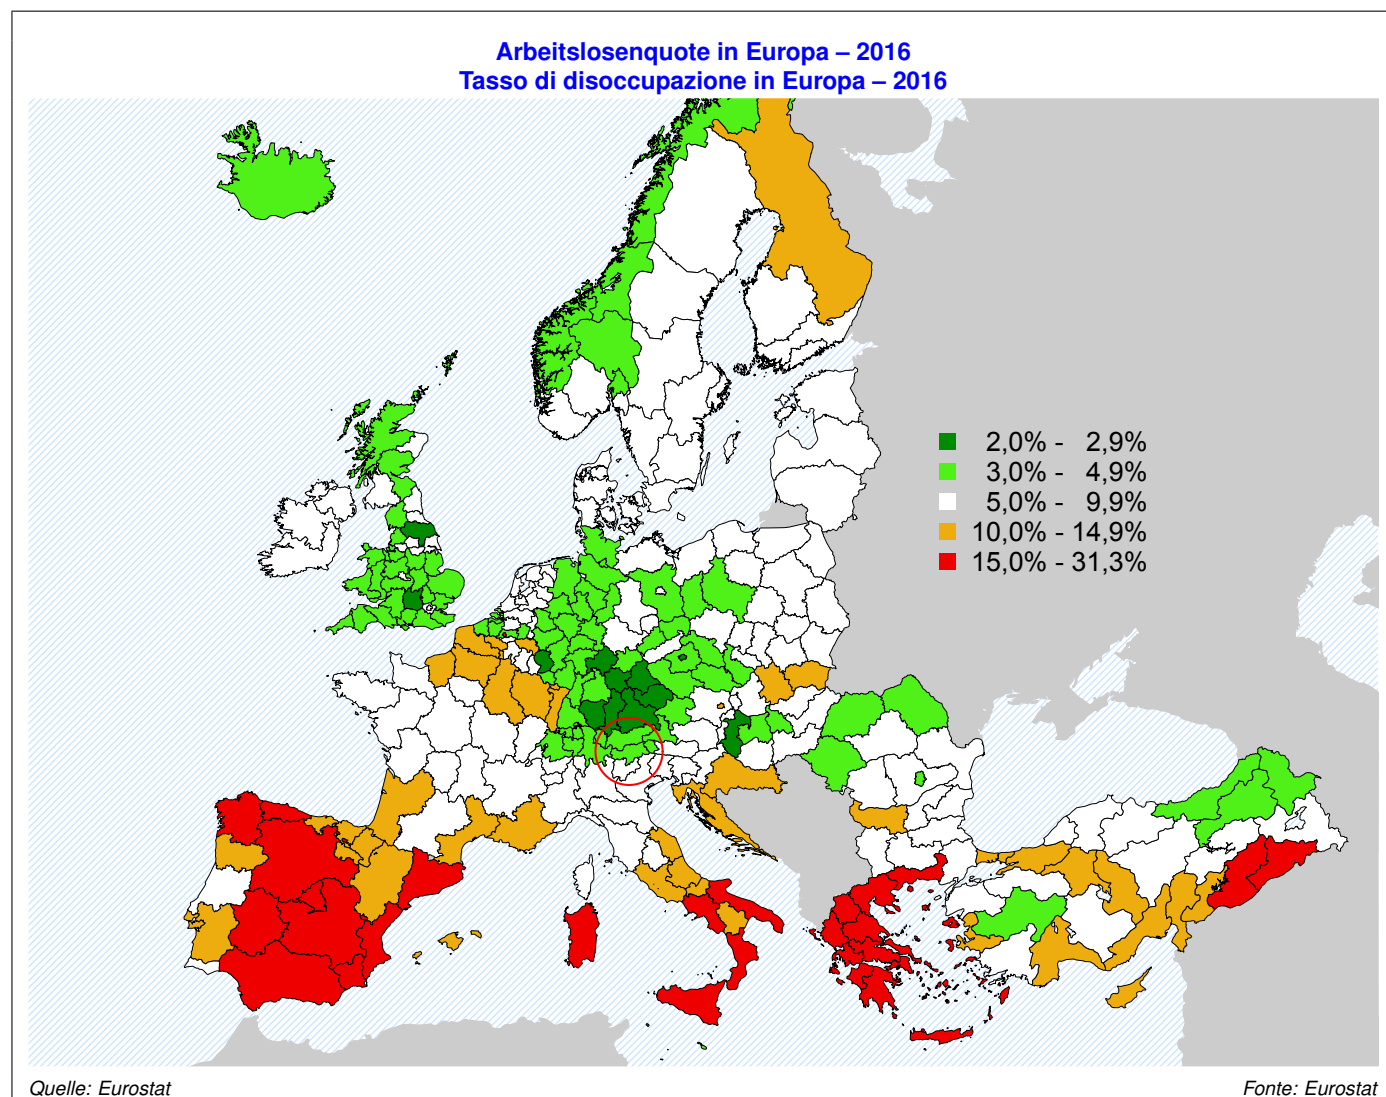 Arbeitslosenquote in Europa – 2016
Tasso di disoccupazione in Europa – 2016
2,0% - 2,9%
3,0% - 4,9%
5,0% - 9,9%
10,0% - 14,9%
15,0% - 31,3%
Quelle: Eurostat
Fonte: Eurostat